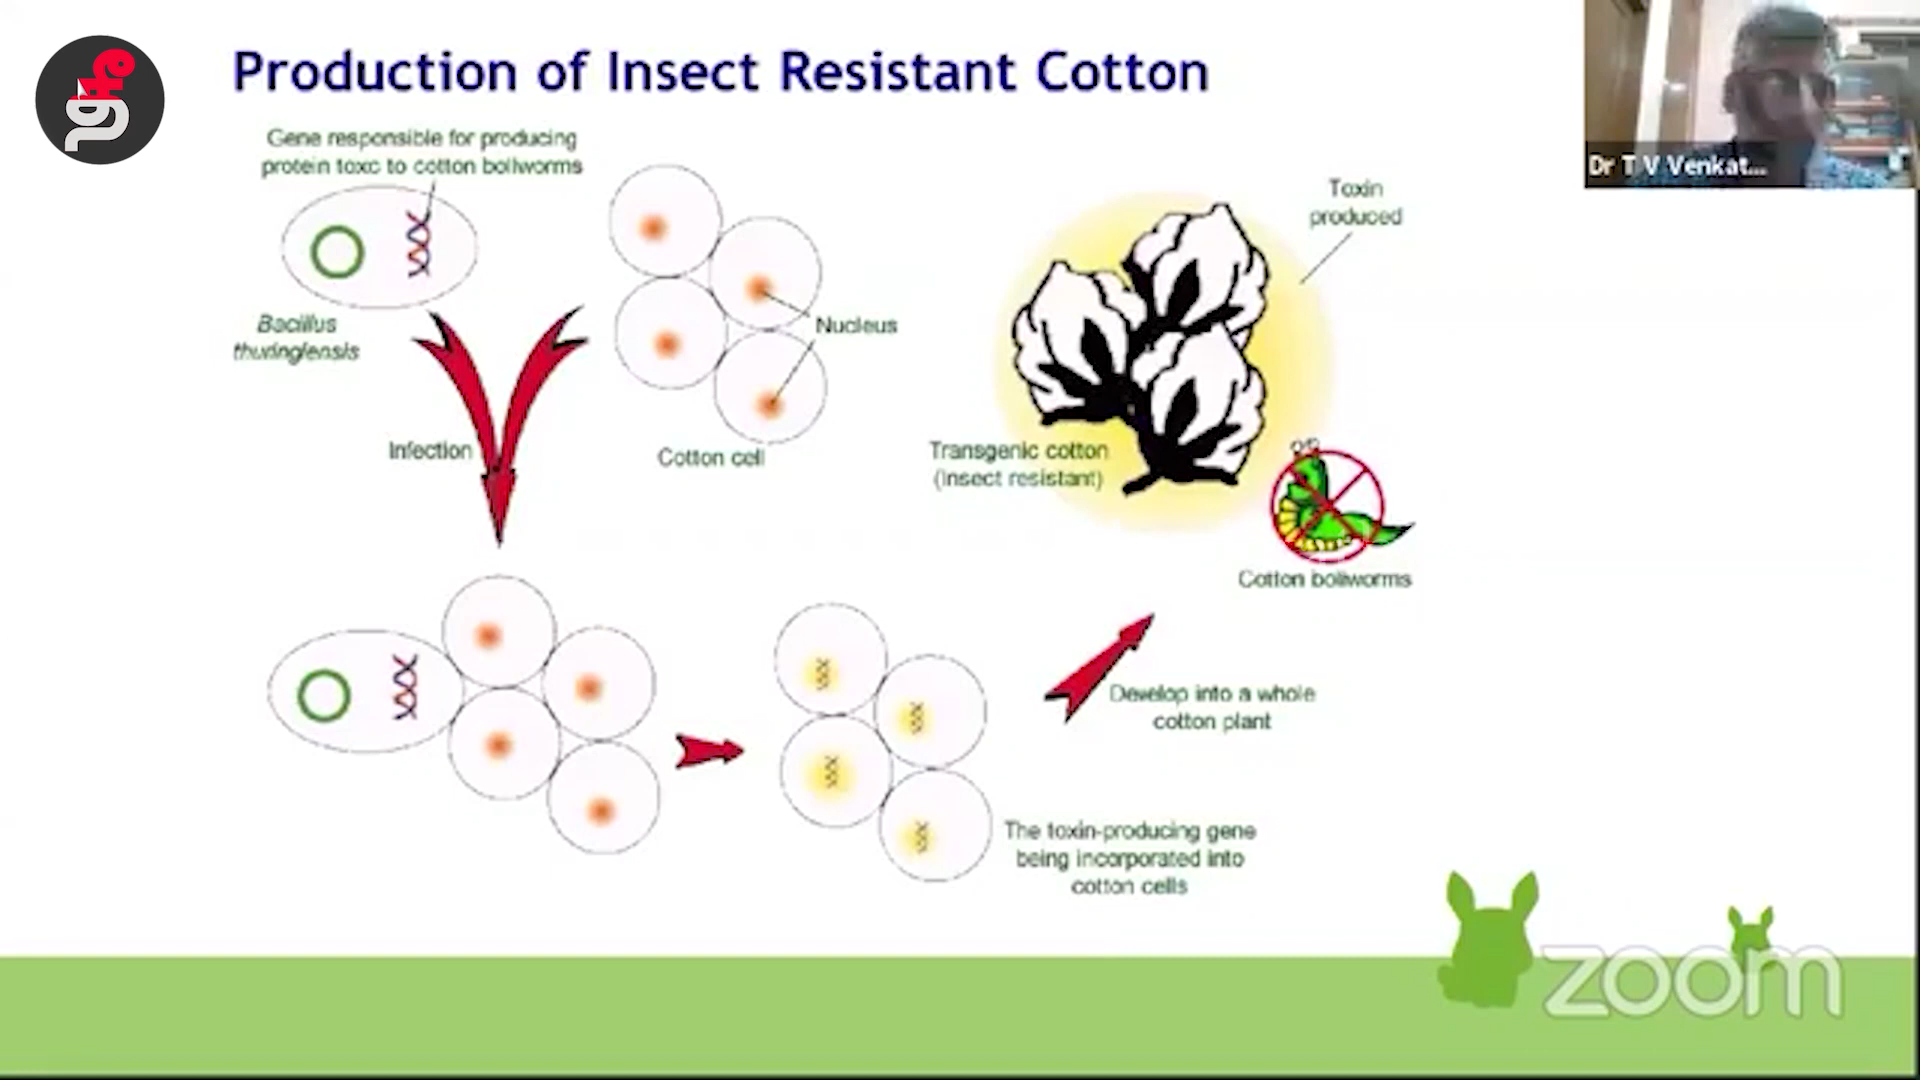 Production of Insect Resistant Cotton
Gene responsible for producing
protein toxc to cotton bollworms
Bacillus
thuringiensis
Nucleus
Infection
Cotton cell
Toxin
produced
Transgenic cotton
(Insect resistant)
Cotton bollworms
Develop into a whole
cotton plant
The toxin-producing gene
being incorporated into
cotton cells
Dr T V Venkat...
zoom